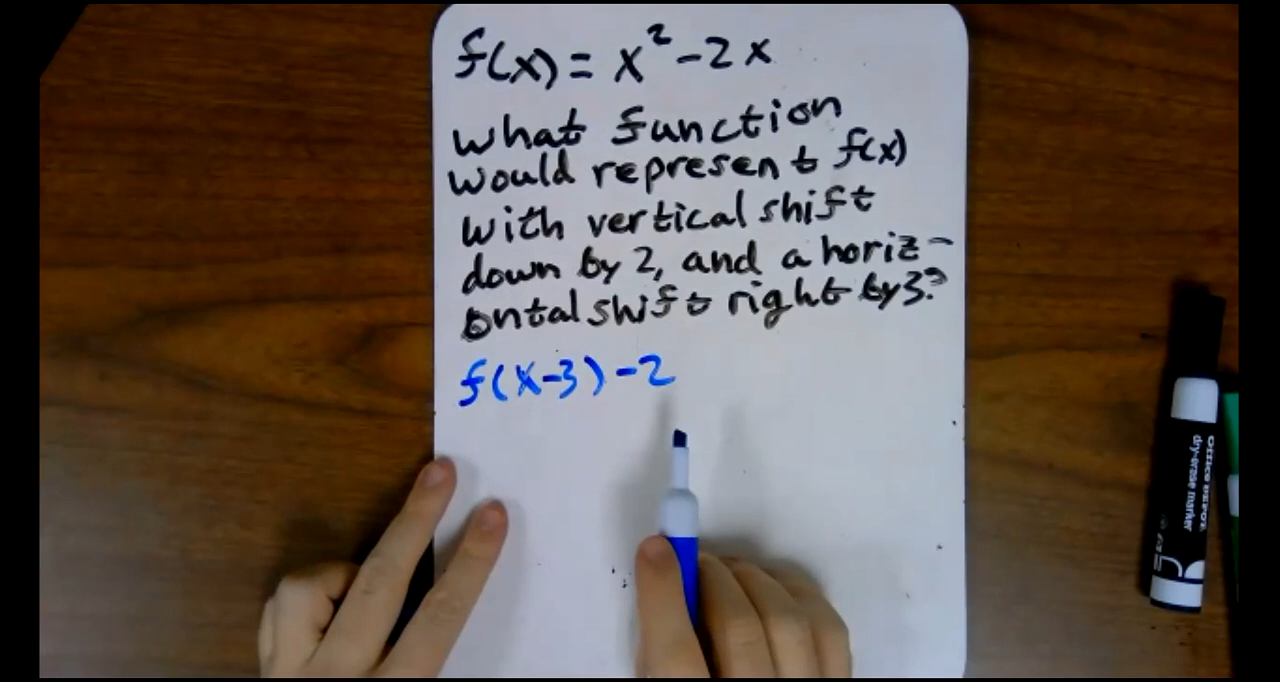 f(x) = x² - 2x
what function
would represent f(x)
with vertical shift
down by 2, and a horiz-
ontal shift right by 3?
f(x-3) - 2
OFFICE DEPOT
dry-erase marker